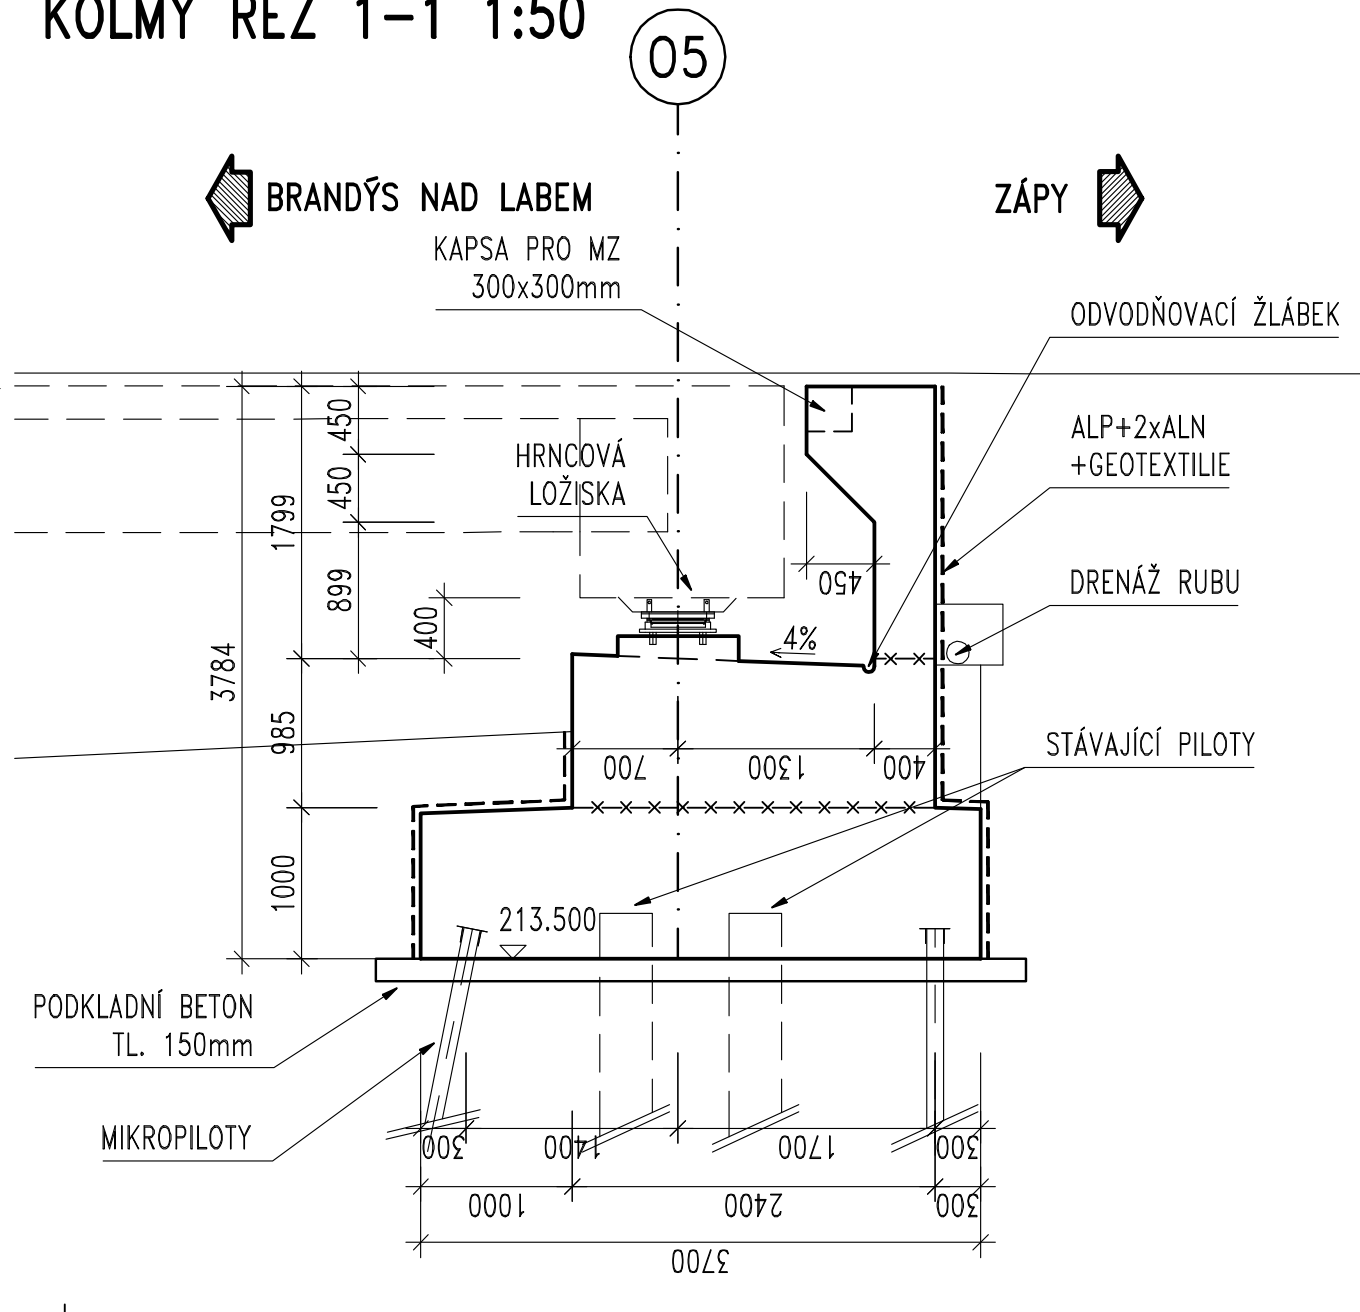 KOLMÝ ŘEZ 1-1 1:50
05
BRANDÝS NAD LABEM
ZÁPY
KAPSA PRO MZ
300x300mm
ODVODŇOVACÍ ŽLÁBEK
ALP+2xALN
+GEOTEXTILIE
HRNCOVÁ
LOŽISKA
450
450
1799
899
400
3784
985
1000
450
4%
DRENÁŽ RUBU
STÁVAJÍCÍ PILOTY
700
1300
400
213.500
PODKLADNÍ BETON
TL. 150mm
MIKROPILOTY
300
1400
1700
300
1000
2400
300
3700